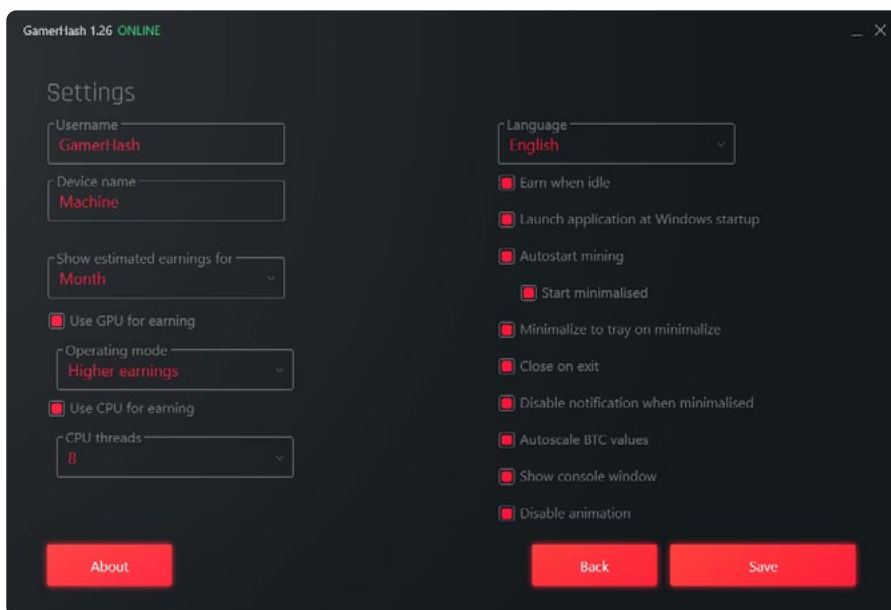 GamerHash 1.26 ONLINE
Settings
Username
GamerHash
Device name
Machine
Show estimated earnings for
Month
Use GPU for earning
Operating mode
Higher earnings
Use CPU for earning
CPU threads
8
Language
English
Earn when idle
Launch application at Windows startup
Autostart mining
Start minimalised
Minimalize to tray on minimalize
Close on exit
Disable notification when minimalised
Autoscale BTC values
Show console window
Disable animation
About
Back
Save